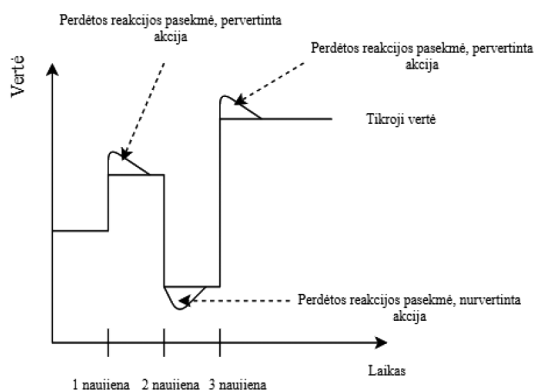 Perdėtos reakcijos pasekmė, pervertinta
akcija
Perdėtos reakcijos pasekmė, pervertinta
akcija
Vertė
Tikroji vertė
Perdėtos reakcijos pasekmė, nurvertinta
akcija
Laikas
1 naujiena 2 naujiena 3 naujiena